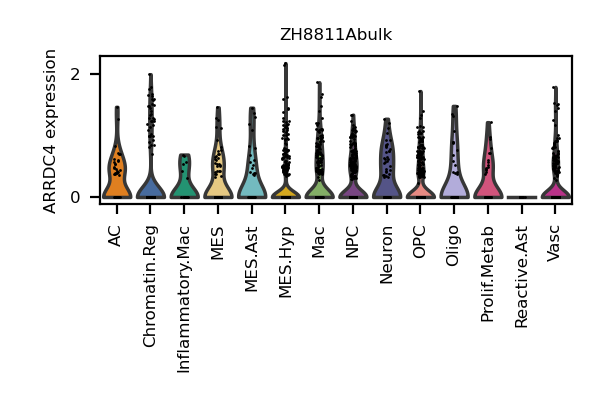 ZH8811Abulk
ARRDC4 expression
2
0
AC
Chromatin.Reg
Inflammatory.Mac
MES
MES.Ast
MES.Hyp
Mac
NPC
Neuron
OPC
Oligo
Prolif.Metab
Reactive.Ast
Vasc